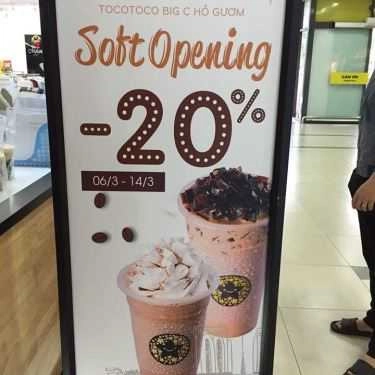 TOCOTOCO BIG C HỒ GƯƠM
Soft Opening
-20%
06/3 - 14/3